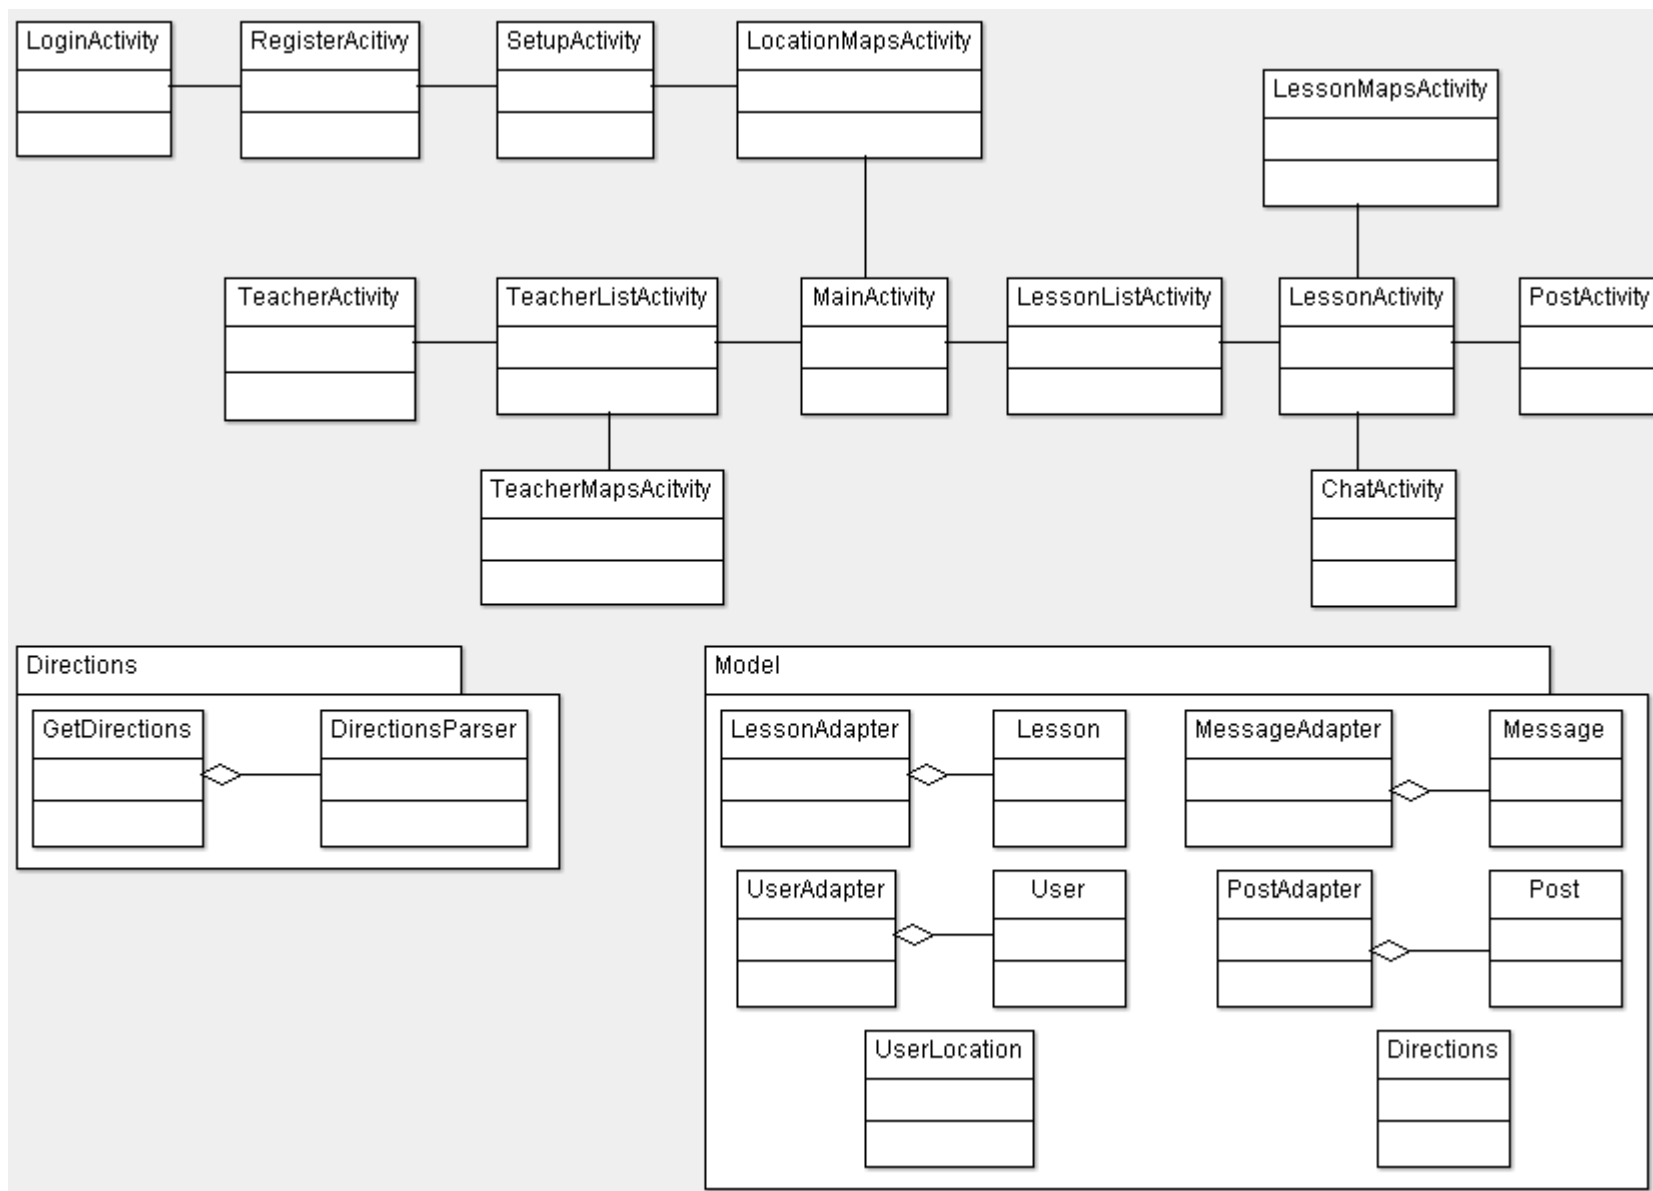 LoginActivity
RegisterAcitivy
SetupActivity
LocationMapsActivity
LessonMapsActivity
TeacherActivity
TeacherListActivity
MainActivity
LessonListActivity
LessonActivity
PostActivity
TeacherMapsAcitvity
ChatActivity
Directions
GetDirections
DirectionsParser
Model
LessonAdapter
Lesson
MessageAdapter
Message
UserAdapter
User
PostAdapter
Post
UserLocation
Directions